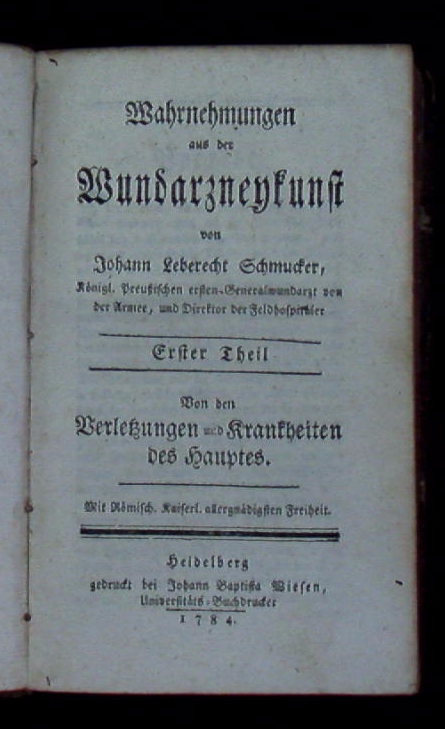 Wahrnehmungen
aus der
Wundarzneykunst
von
Johann Leberecht Schmucker,
Königl. Preußischen ersten Generalwundarzt von
der Armee, und Direktor der Feldhospitäler
Erster Theil
Von den
Verletzungen und Krankheiten
des Hauptes.
Mit Römisch. Kaiserl. allergnädigsten Freiheit.
Heidelberg
gedruckt bei Johann Baptista Wiesen,
Universitäts-Buchdrucker
1784.